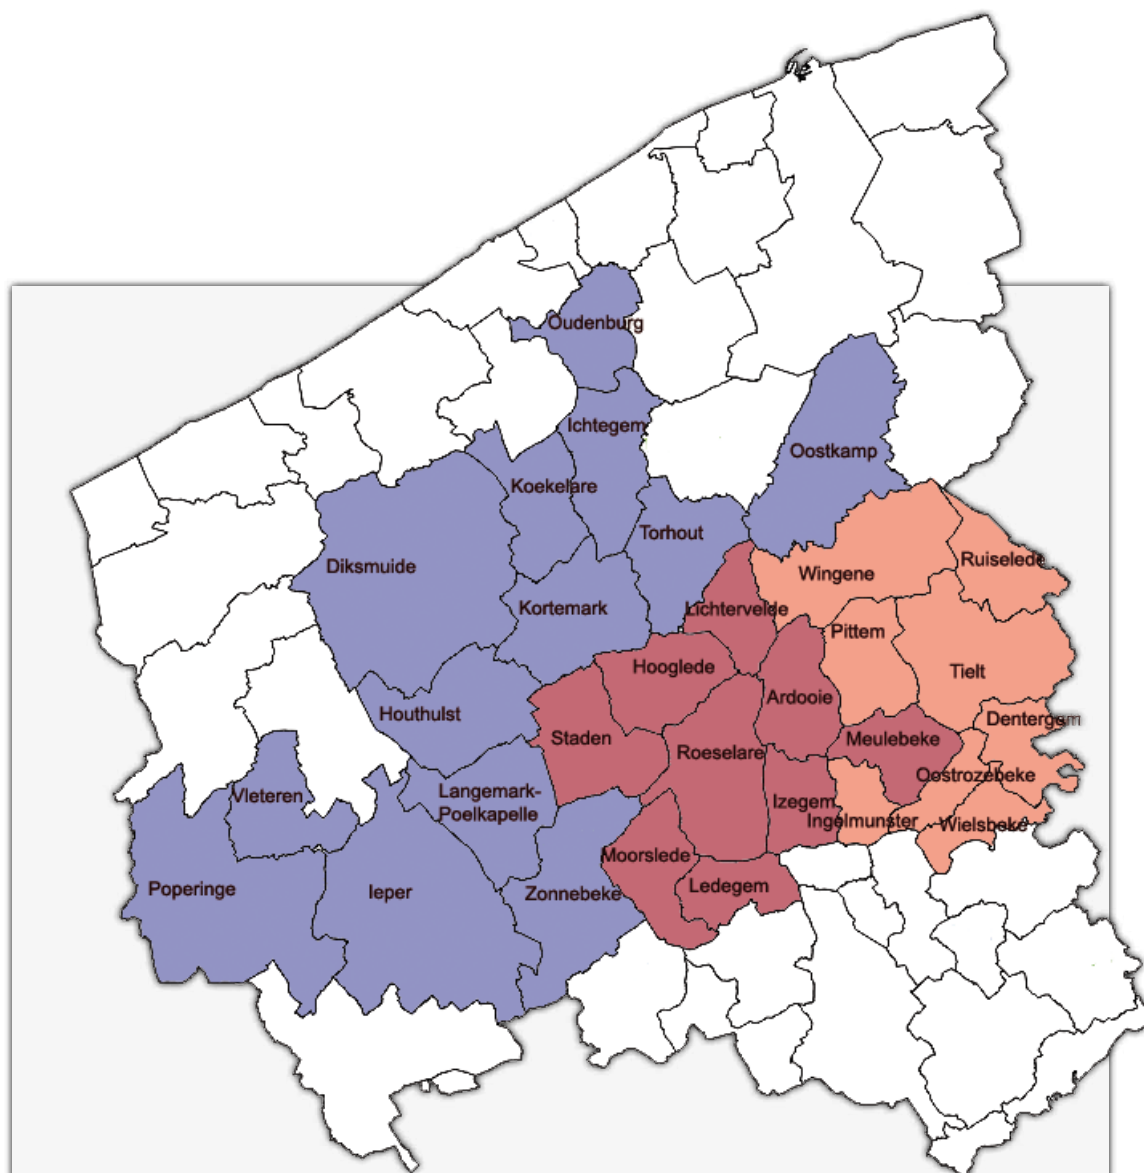 Oudenburg
Ichtegem
Oostkamp
Koekelare
Torhout
Ruiselede
Diksmuide
Wingene
Kortemark
Lichtervelde
Pittem
Hooglede
Tielt
Ardooie
Houthulst
Dentergem
Staden
Roeselare
Meulebeke
Oostrozebeke
Vleteren
Langemark-
Poelkapelle
Izegem
Ingelmunster
Wielsbeke
Moorslede
Poperinge
Ieper
Zonnebeke
Ledegem